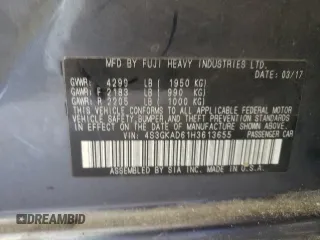 MFD. BY FUJI HEAVY INDUSTRIES LTD.
DATE: 03/17
GVWR: 4299 LB (1950 KG)
GAWR: F 2183 LB ( 990 KG)
GAWR: R 2205 LB (1000 KG)
THIS VEHICLE CONFORMS TO ALL APPLICABLE FEDERAL MOTOR
VEHICLE SAFETY, BUMPER, AND THEFT PREVENTION STANDARDS
IN EFFECT ON THE DATE OF MANUFACTURE SHOWN ABOVE.
VIN: 4S3GKAD61H3613655
PASSENGER CAR
ASSEMBLED BY SIA INC. IN U.S.A.
© OKCARBID